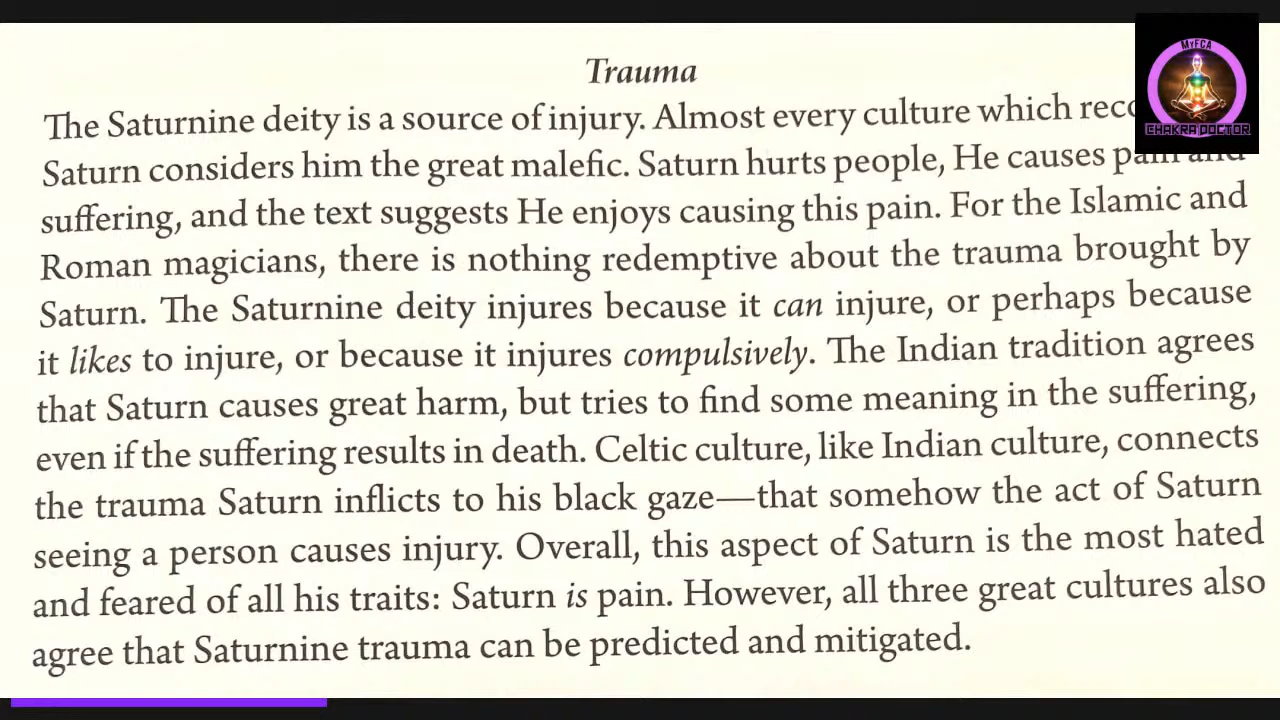 Trauma
The Saturnine deity is a source of injury. Almost every culture which
Saturn considers him the great malefic. Saturn hurts people, He causes pain and
suffering, and the text suggests He enjoys causing this pain. For the Islamic and
Roman magicians, there is nothing redemptive about the trauma brought by
Saturn. The Saturnine deity injures because it can injure, or perhaps because
it likes to injure, or because it injures compulsively. The Indian tradition agrees
that Saturn causes great harm, but tries to find some meaning in the suffering,
even if the suffering results in death. Celtic culture, like Indian culture, connects
the trauma Saturn inflicts to his black gaze—that somehow the act of Saturn
seeing a person causes injury. Overall, this aspect of Saturn is the most hated
and feared of all his traits: Saturn is pain. However, all three great cultures also
agree that Saturnine trauma can be predicted and mitigated.
MyFCA
CHAKRA DOCTOR